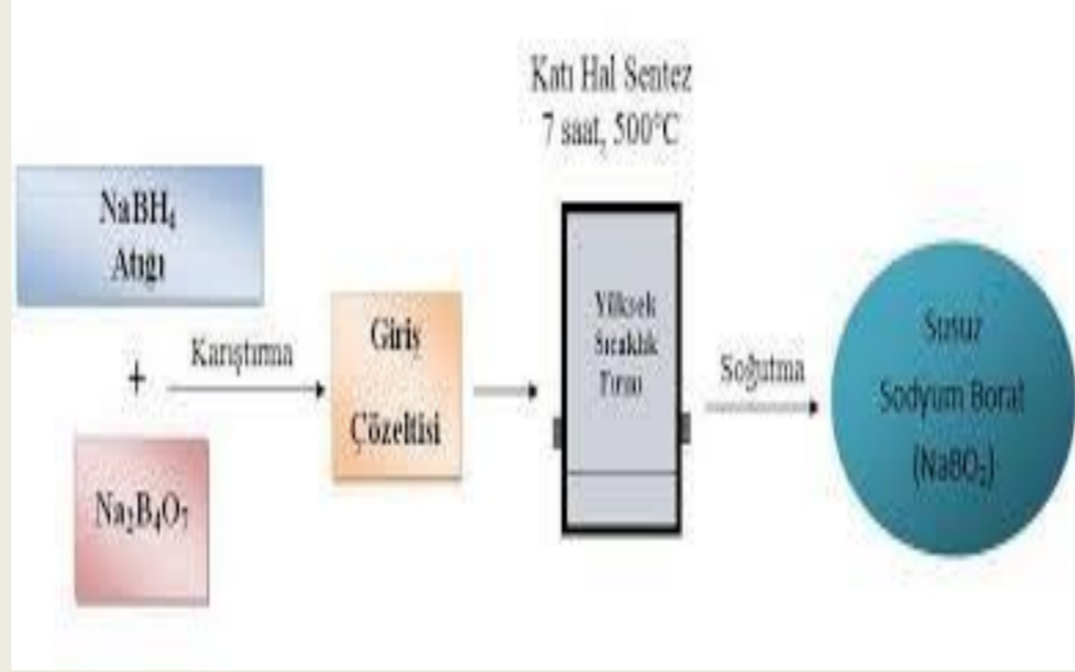 Katı Hal Sentez
7 saat, 500°C
NaBH₄
Atığı
+
Karıştırma
Na₂B₄O₇
Giriş
Çözeltisi
Yüksek
Sıcaklık
Soğutma
Susuz
Sodyum Borat
(NaBO₂)